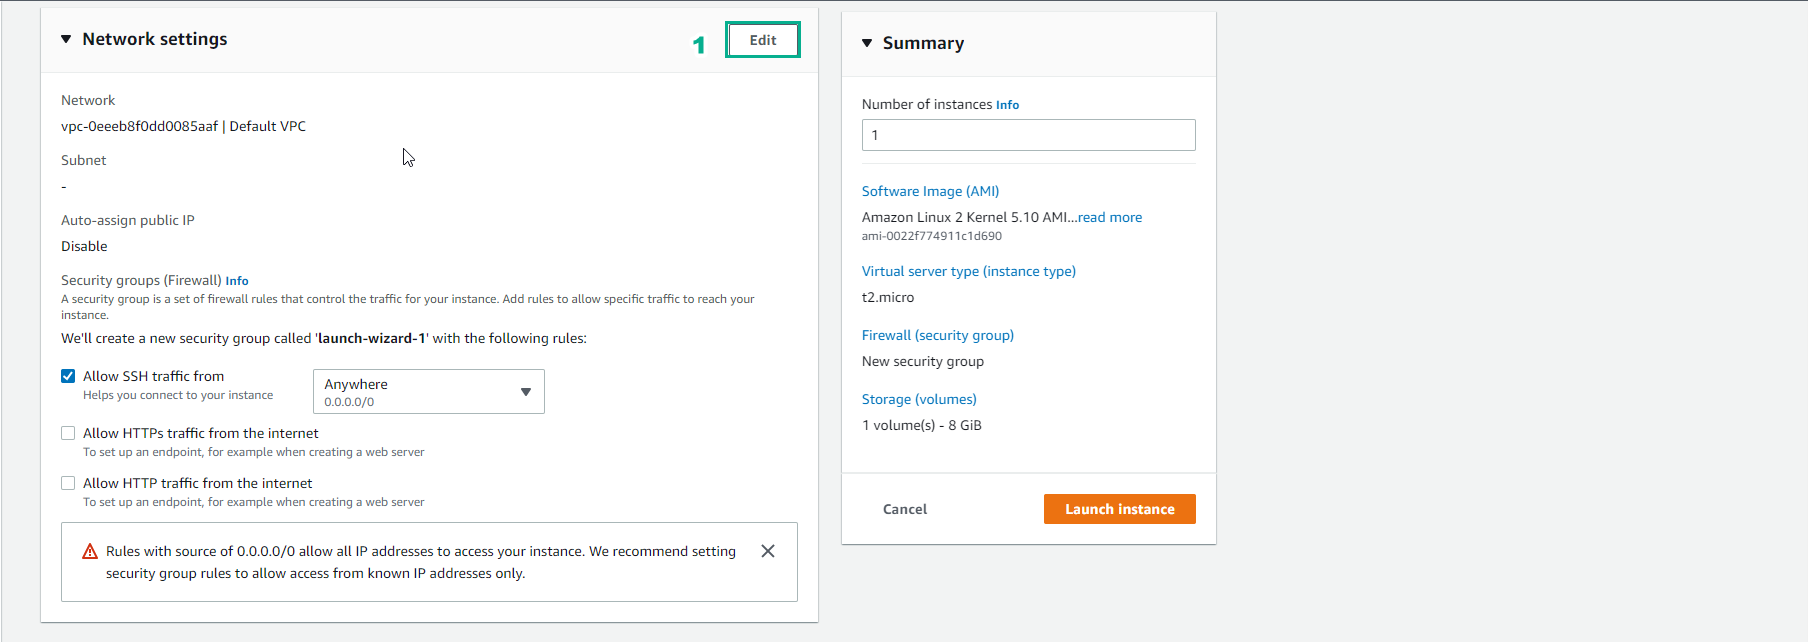 Network settings
1
Edit
Network
vpc-0eeeb8f0dd0085aaf | Default VPC
Subnet
-
Auto-assign public IP
Disable
Security groups (Firewall) Info
A security group is a set of firewall rules that control the traffic for your instance. Add rules to allow specific traffic to reach your
instance.
We'll create a new security group called 'launch-wizard-1' with the following rules:
Allow SSH traffic from
Helps you connect to your instance
Anywhere
0.0.0.0/0
Allow HTTPs traffic from the internet
To set up an endpoint, for example when creating a web server
Allow HTTP traffic from the internet
To set up an endpoint, for example when creating a web server
Rules with source of 0.0.0.0/0 allow all IP addresses to access your instance. We recommend setting
security group rules to allow access from known IP addresses only.
Summary
Number of instances Info
1
Software Image (AMI)
Amazon Linux 2 Kernel 5.10 AMI...read more
ami-0022f774911c1d690
Virtual server type (instance type)
t2.micro
Firewall (security group)
New security group
Storage (volumes)
1 volume(s) - 8 GiB
Cancel
Launch instance